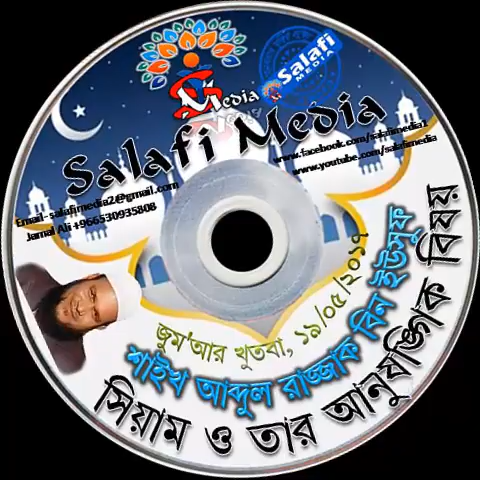 Salafi
MEDIA
Media
Salafi Media
www.facebook.com/salafimedia1
www.youtube.com/salafimedia
Email-salafimedia2@gmail.com
Jamal Ali +966530935808
জুম'আর খুতবা, ১৯/০৫/২০১৭
শাইখ আব্দুল রাজ্জাক বিন ইউসুফ
সিয়াম ও তার আনুষঙ্গিক বিষয়